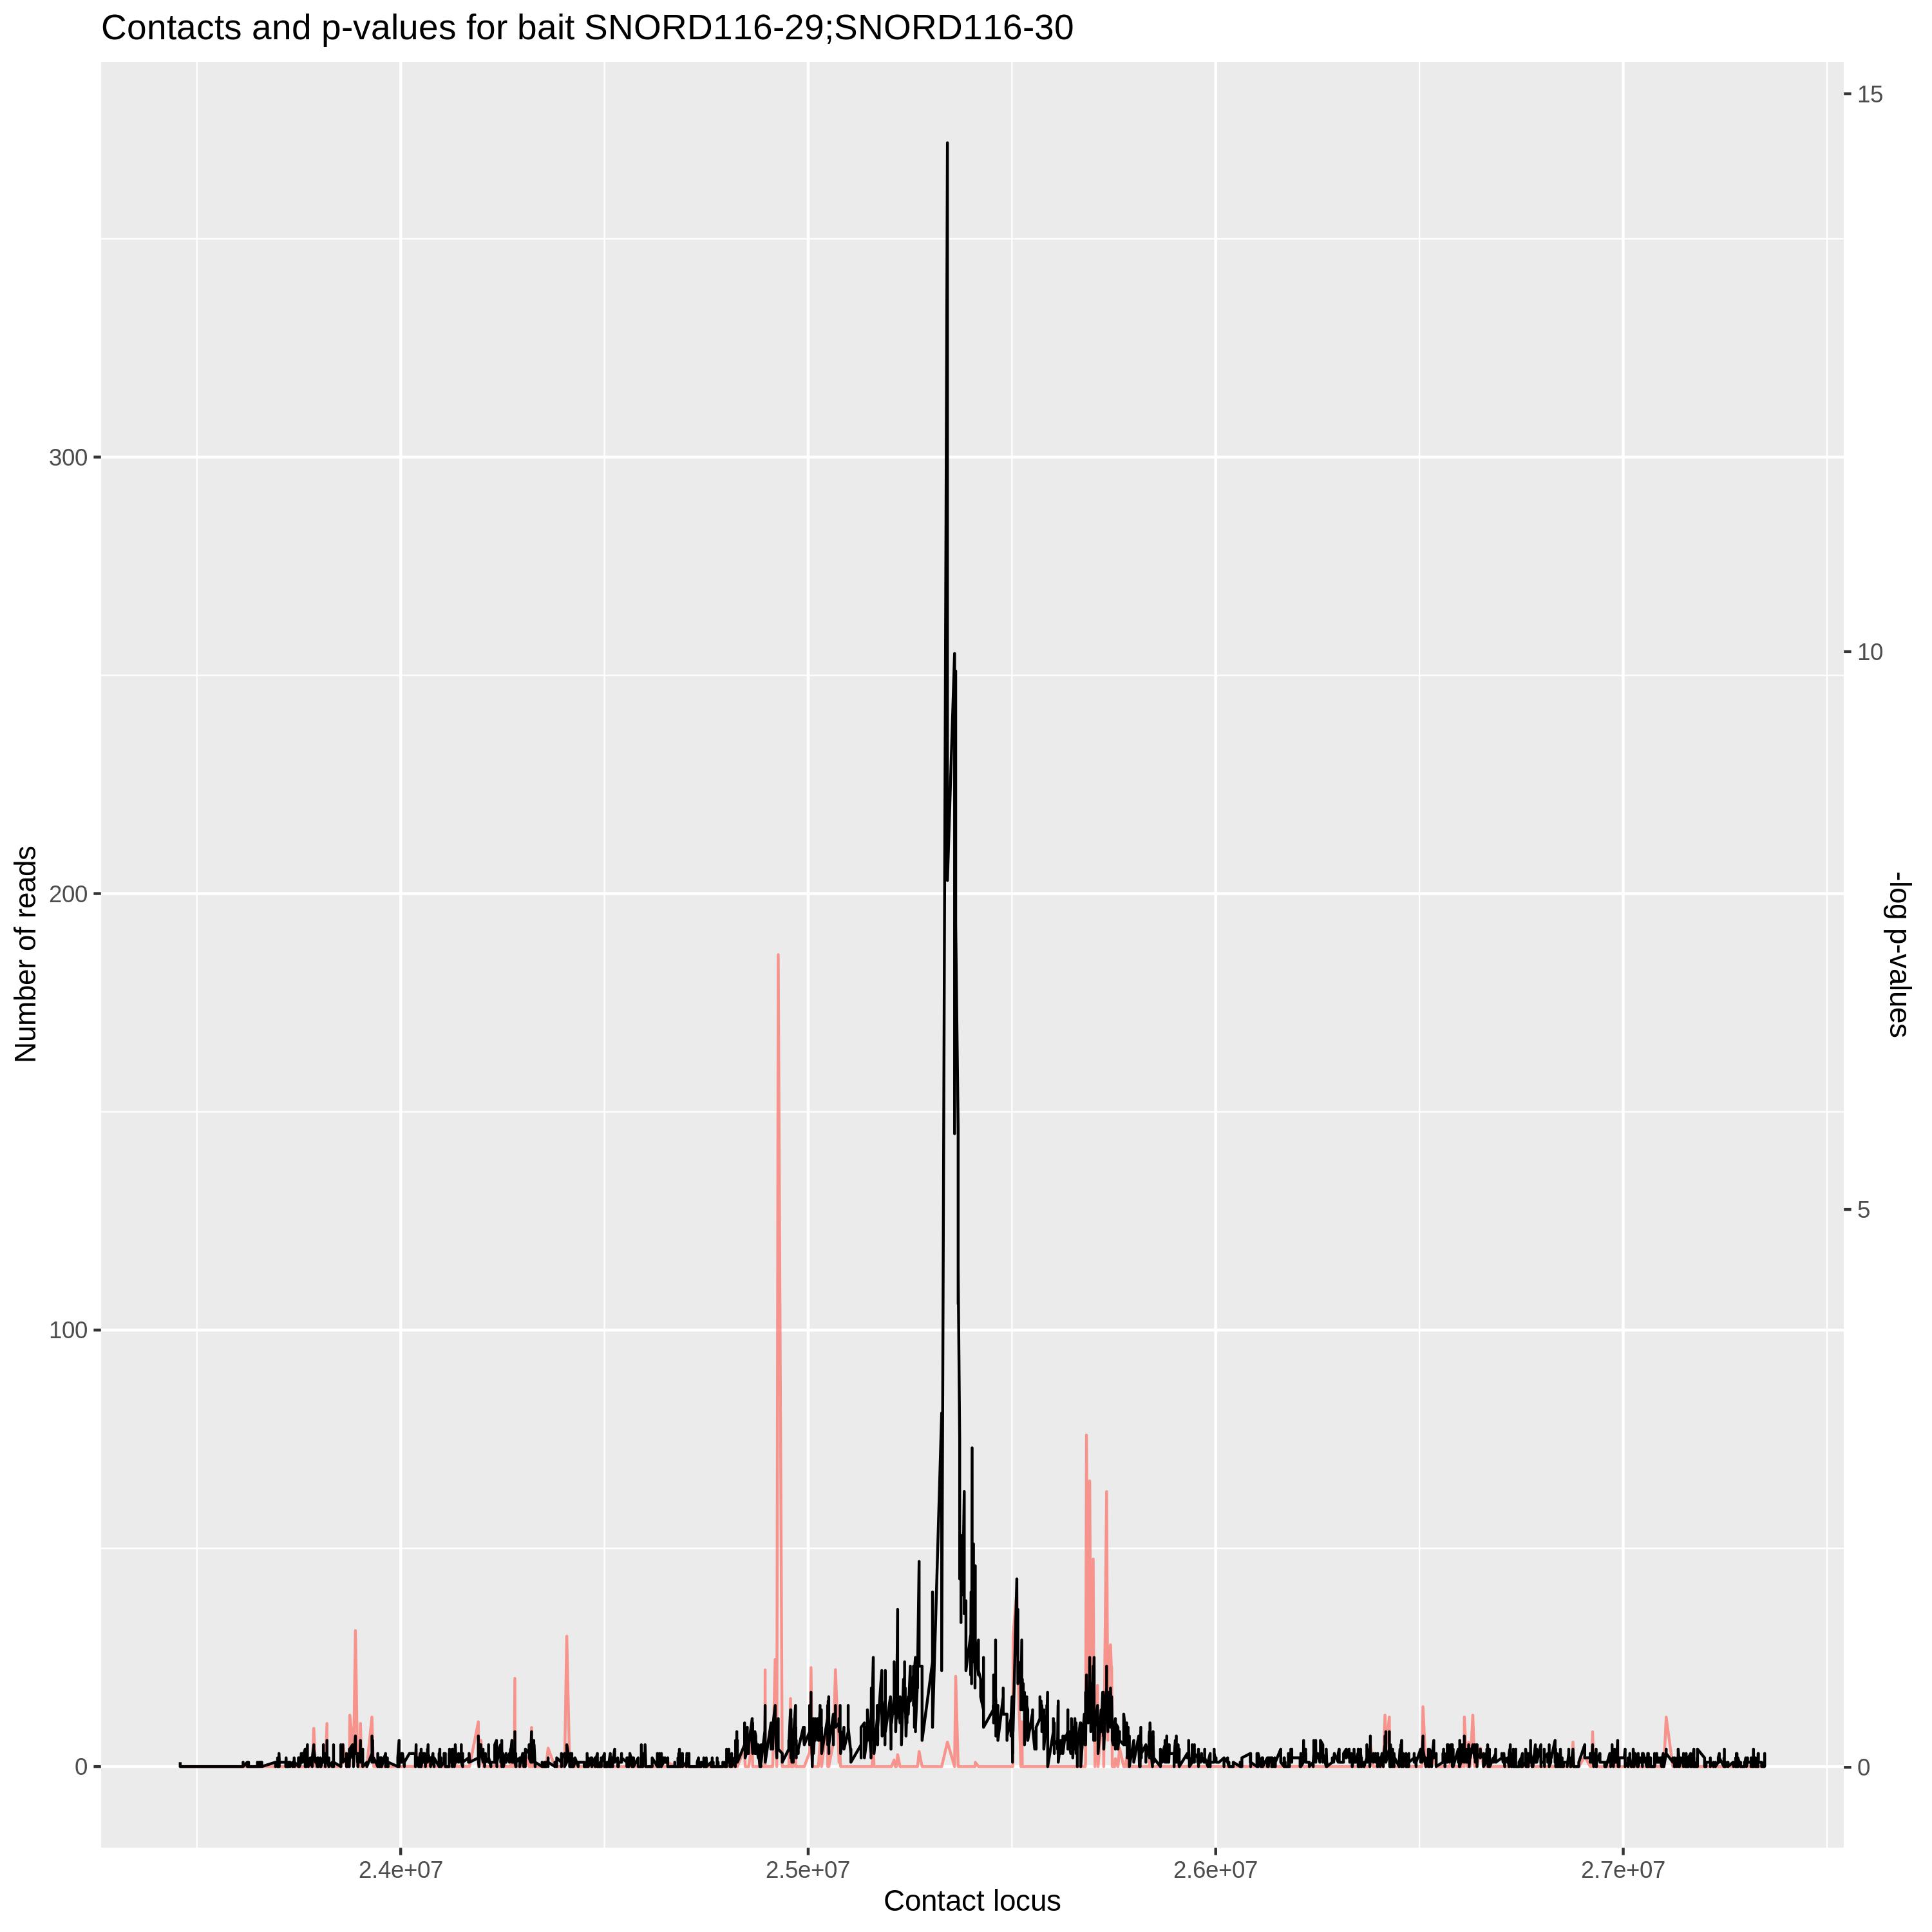 Contacts and p-values for bait SNORD116-29;SNORD116-30
15
300
10
200
Number of reads
-log p-values
5
100
0
0
2.4e+07
2.5e+07
2.6e+07
2.7e+07
Contact locus